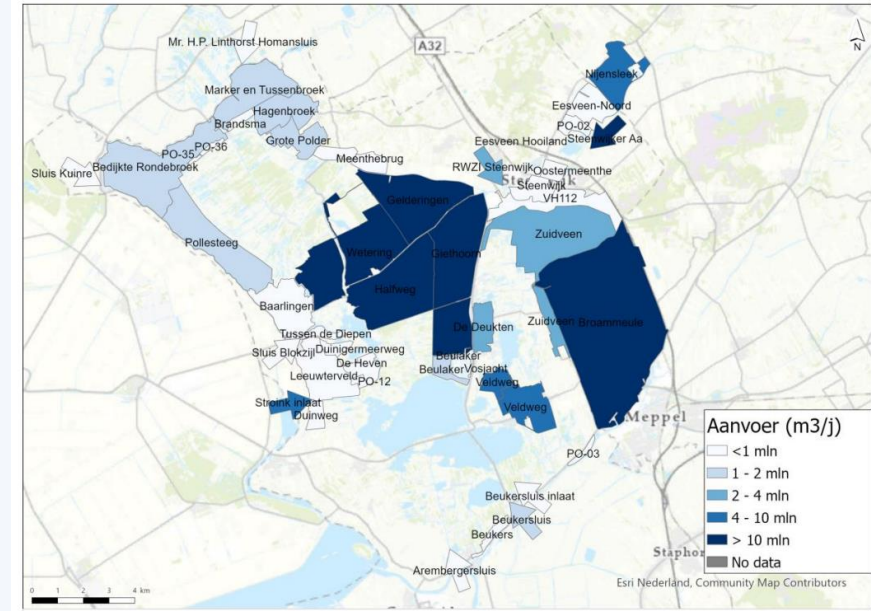 Mr. H.P. Linthorst Homansluis
A32
N
Nijensleek
Marker en Tussenbroek
Hagenbroek
Eesveen-Noord
Brandsma
PO-02
PO-36
Grote Polder
Eesveen Hooiland
Steenwijker Aa
PO-35
Meenthebrug
Sluis Kuinre
Bedijkte Rondebroek
RWZI Steenwijk
Oostermeenthe
Steenwijk
VH112
Gelderingen
Pollesteeg
Zuidveen
Wetering
Giethoorn
Halfweg
Baarlingen
Zuidveen
Broammeule
De Deukten
Tussen de Diepen
Sluis Blokzijl
Duinigermeerweg
Beulaker
De Heven
Beulaker
Vosjacht
Leeuwterveld
PO-12
Veldweg
Stroink inlaat
Veldweg
Duinweg
Meppel
PO-03
Beukersluis inlaat
Beukersluis
Beukers
Arembergersluis
Staphor
Aanvoer (m3/j)
<1 mln
1 - 2 mln
2 - 4 mln
4 - 10 mln
> 10 mln
No data
Esri Nederland, Community Map Contributors
0 1 2 3 4 km